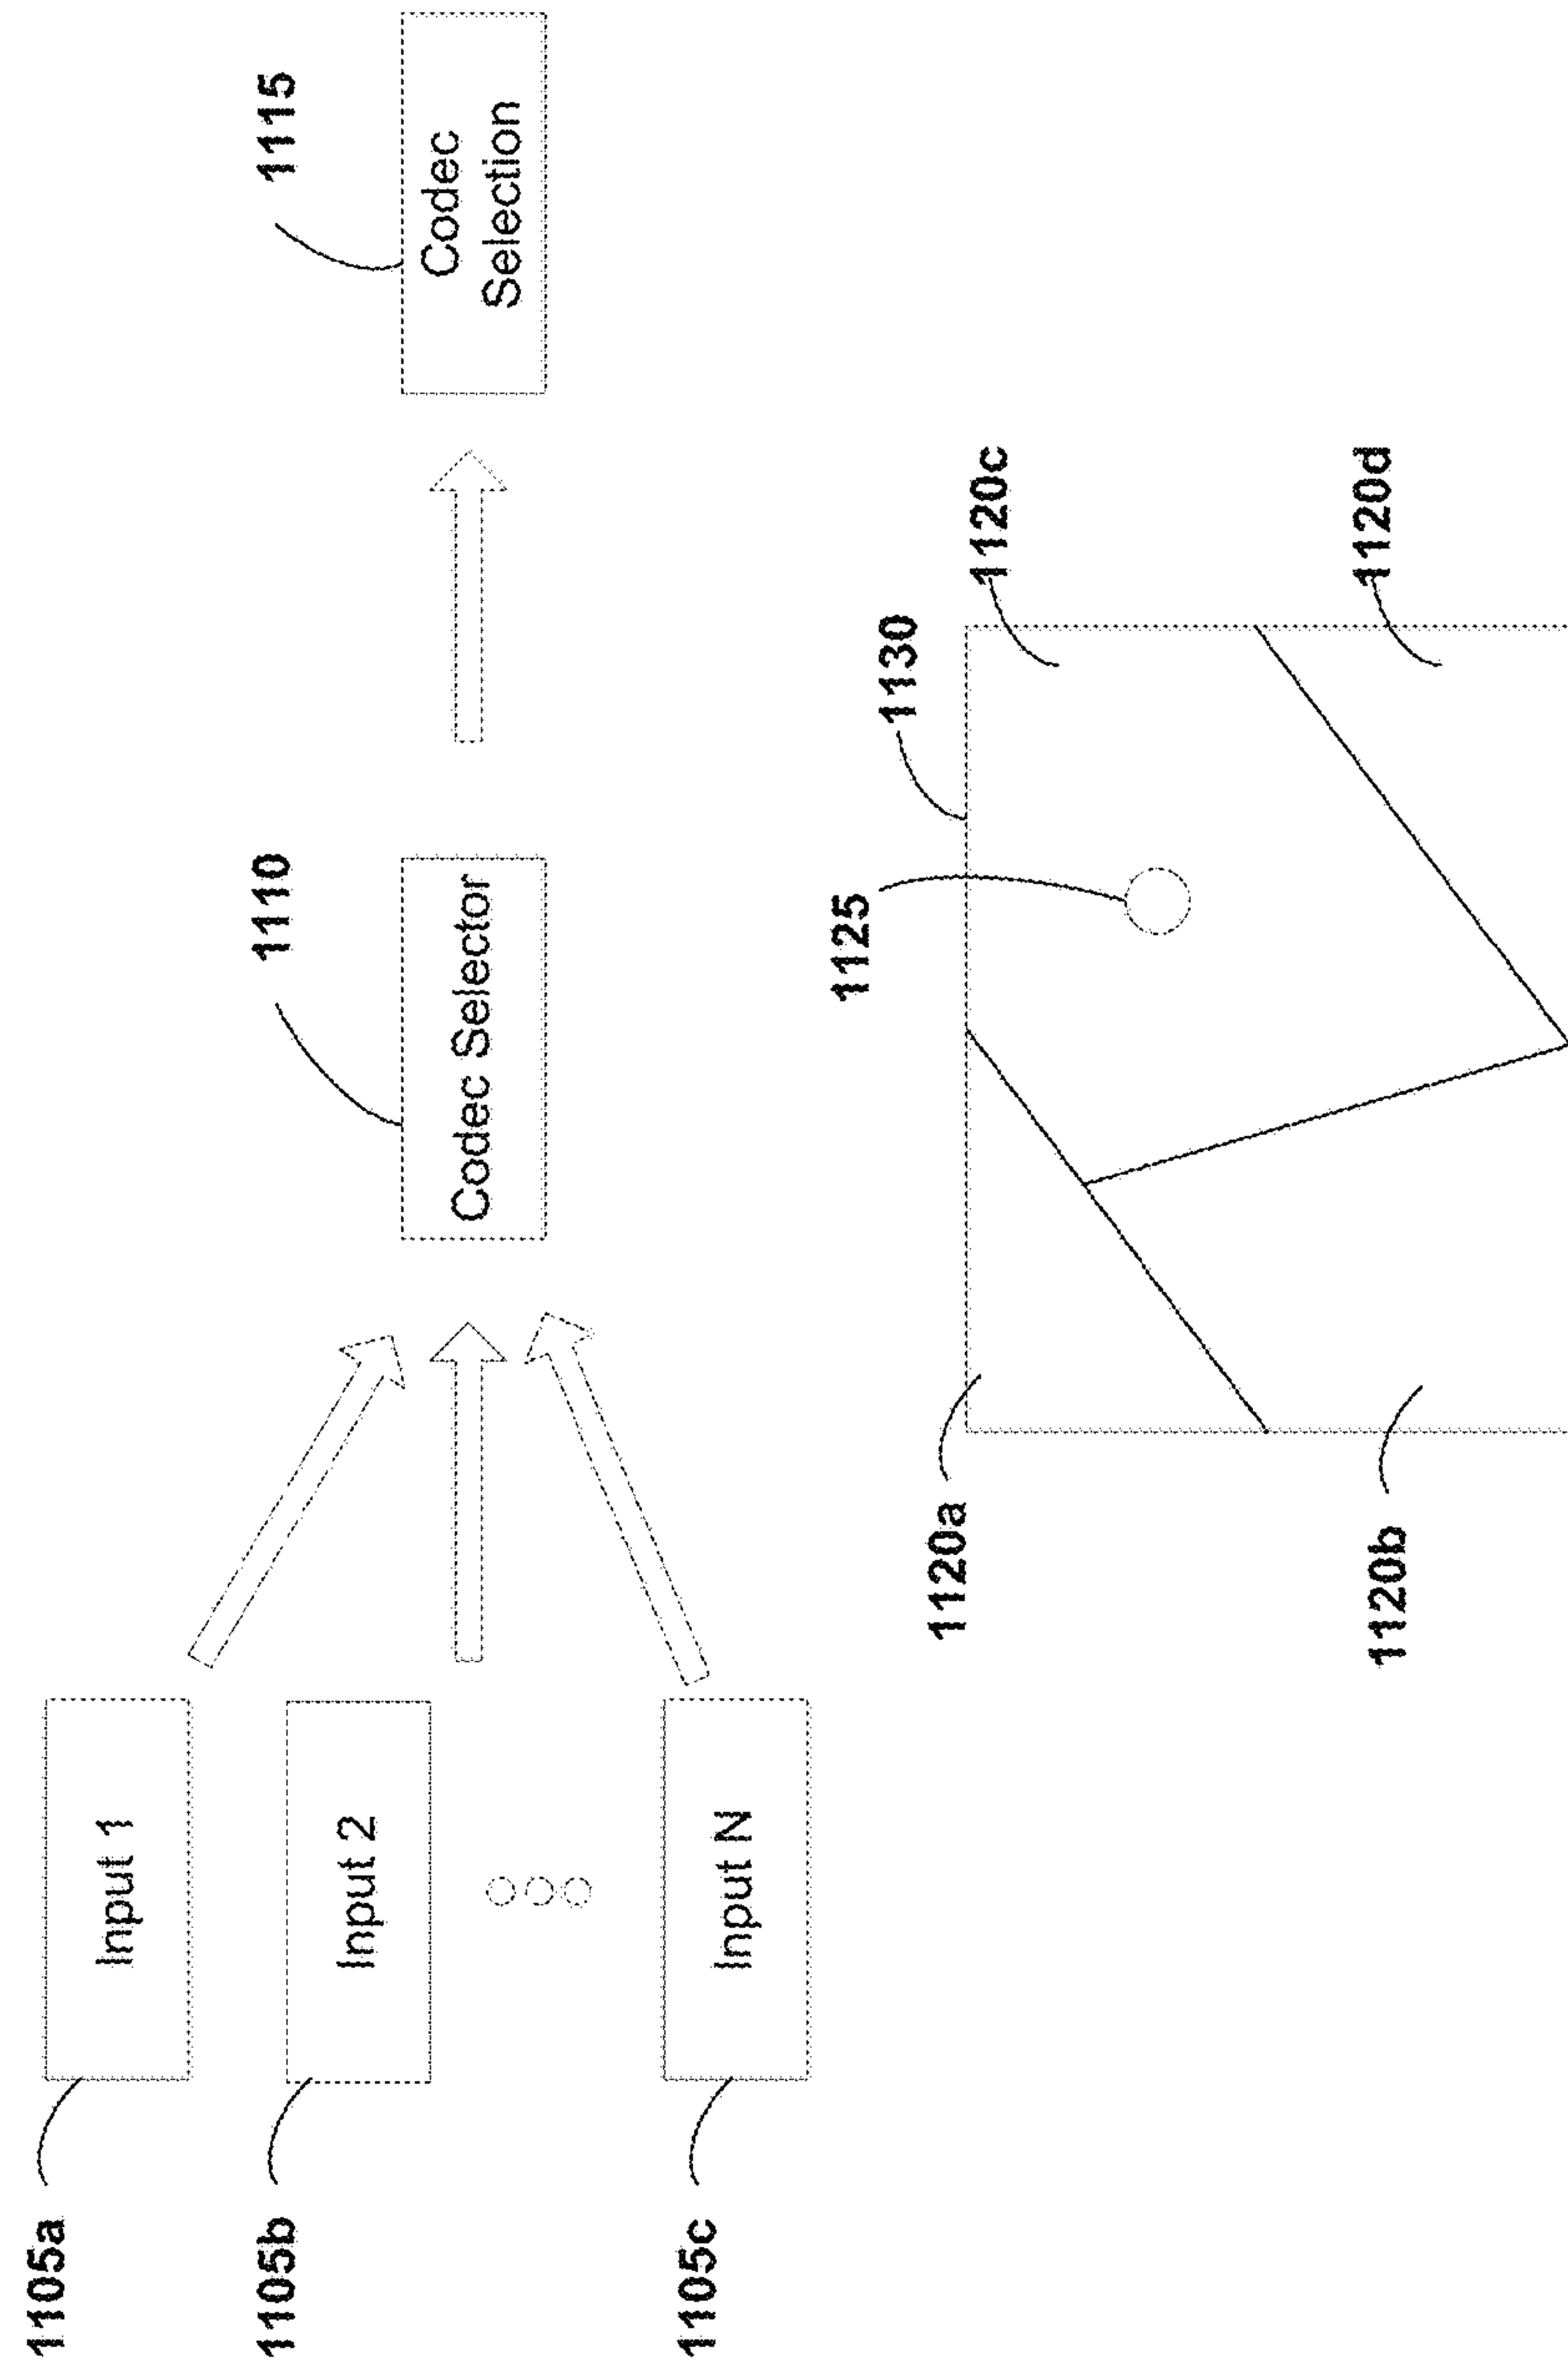 1105a
Input 1
1105b
Input 2
1105c
Input N
1110
Codec Selector
1115
Codec
Selection
1120a
1120b
1125
1130
1120c
1120d